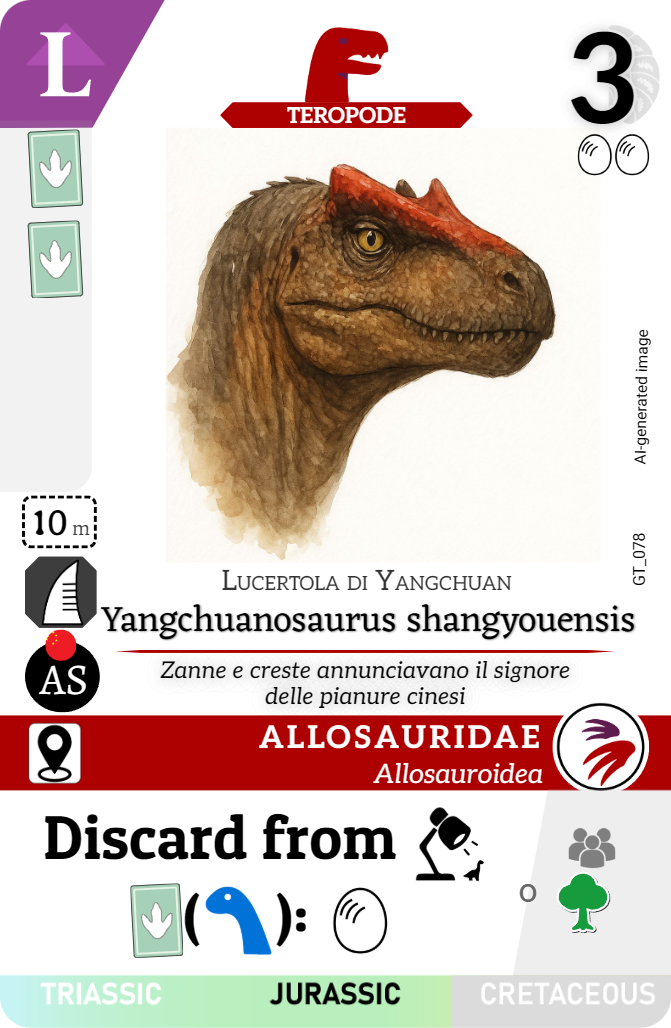 L
TEROPODE
3
AI-generated image
10 m
GT_078
Lucertola di Yangchuan
Yangchuanosaurus shangyouensis
AS
Zanne e creste annunciavano il signore
delle pianure cinesi
ALLOSAURIDAE
Allosauroidea
Discard from
( ):
o
TRIASSIC JURASSIC CRETACEOUS